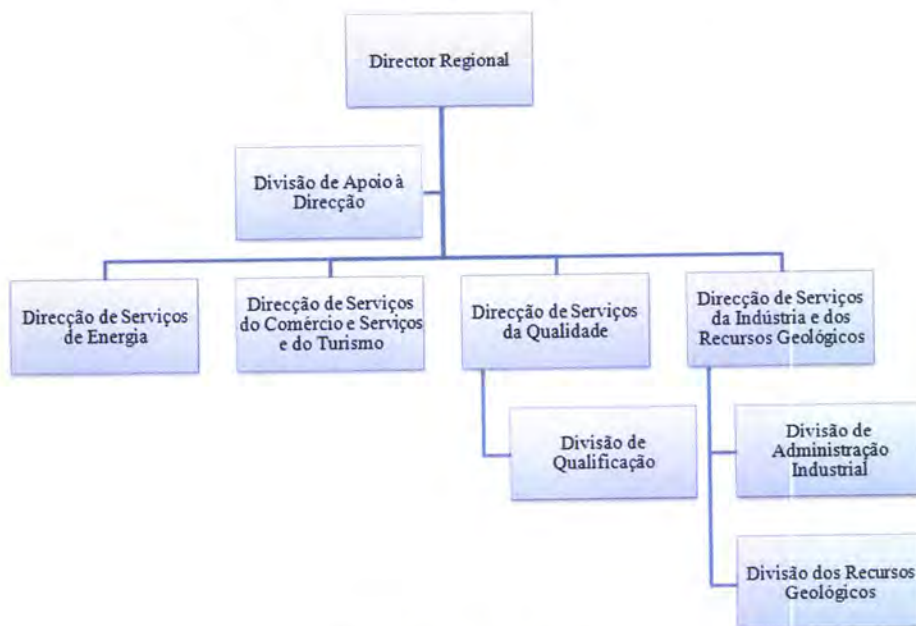 Director Regional
Divisão de Apoio à
Direcção
Direcção de Serviços
de Energia
Direcção de Serviços
do Comércio e Serviços
e do Turismo
Direcção de Serviços
da Qualidade
Direcção de Serviços
da Indústria e dos
Recursos Geológicos
Divisão de
Qualificação
Divisão de
Administração
Industrial
Divisão dos Recursos
Geológicos